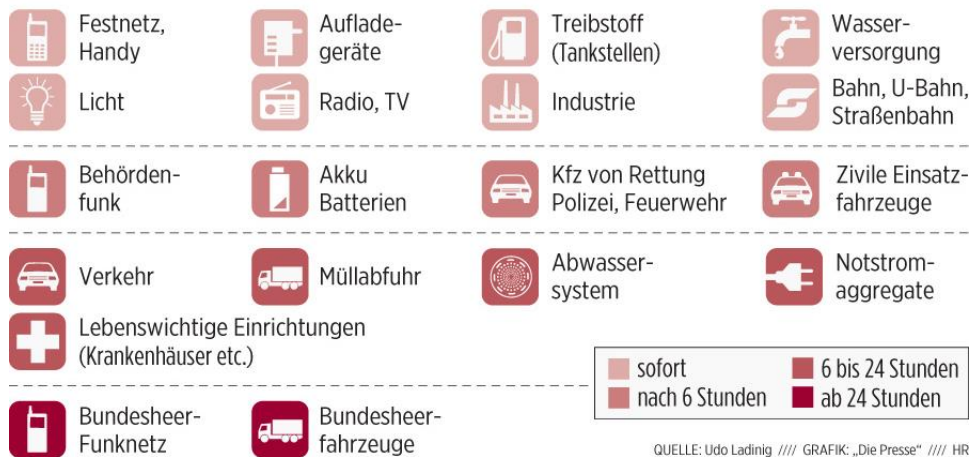 Festnetz,
Handy
Auflade-
geräte
Treibstoff
(Tankstellen)
Wasser-
versorgung
Licht
Radio, TV
Industrie
Bahn, U-Bahn,
Straßenbahn
Behörden-
funk
Akku
Batterien
Kfz von Rettung
Polizei, Feuerwehr
Zivile Einsatz-
fahrzeuge
Verkehr
Müllabfuhr
Abwasser-
system
Notstrom-
aggregate
Lebenswichtige Einrichtungen
(Krankenhäuser etc.)
sofort
6 bis 24 Stunden
nach 6 Stunden
ab 24 Stunden
Bundesheer-
Funknetz
Bundesheer-
fahrzeuge
QUELLE: Udo Ladinig //// GRAFIK: „Die Presse“ //// HR